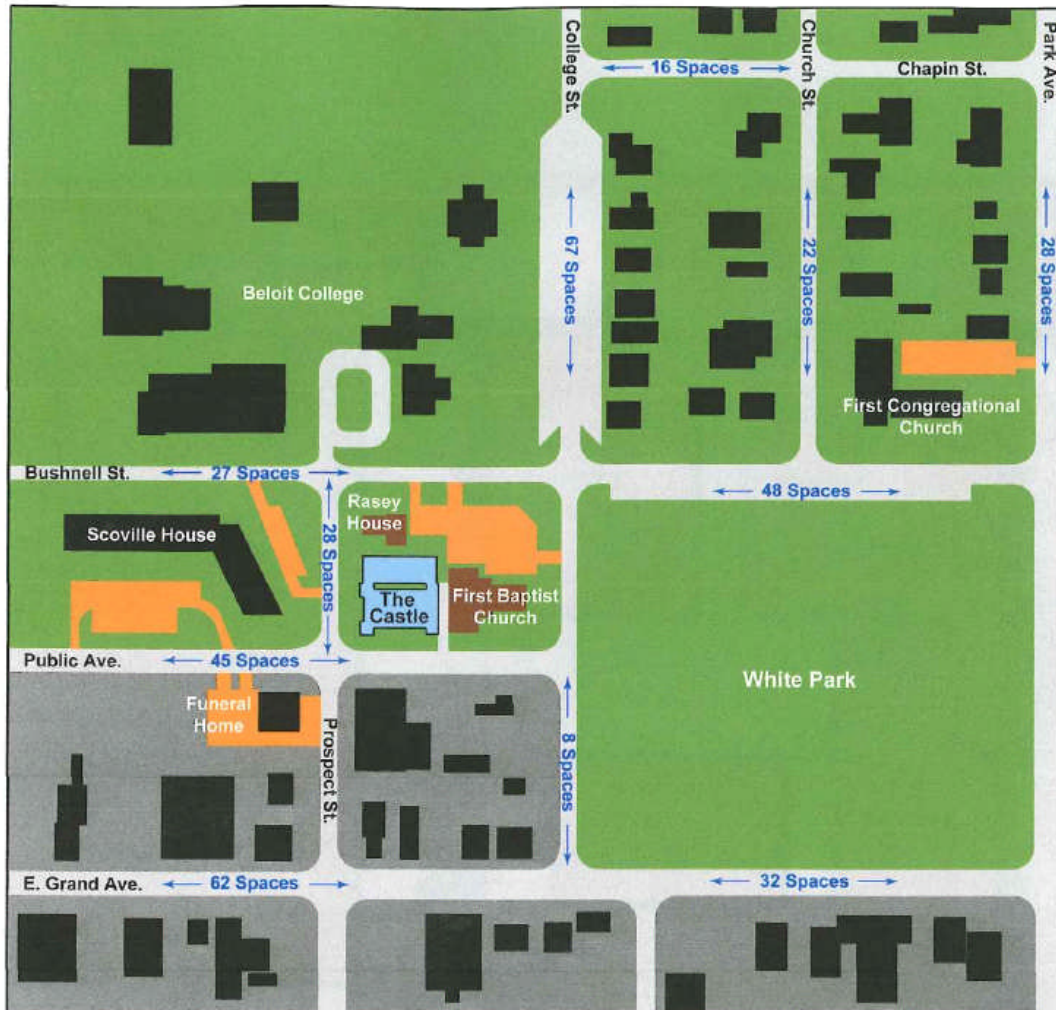 College St.
Church St.
Park Ave.
16 Spaces
Chapin St.
67 Spaces
22 Spaces
28 Spaces
Beloit College
First Congregational
Church
Bushnell St.
27 Spaces
48 Spaces
Rasey
House
Scoville House
28 Spaces
The
Castle
First Baptist
Church
Public Ave.
45 Spaces
White Park
Funeral
Home
Prospect St.
8 Spaces
E. Grand Ave.
62 Spaces
32 Spaces